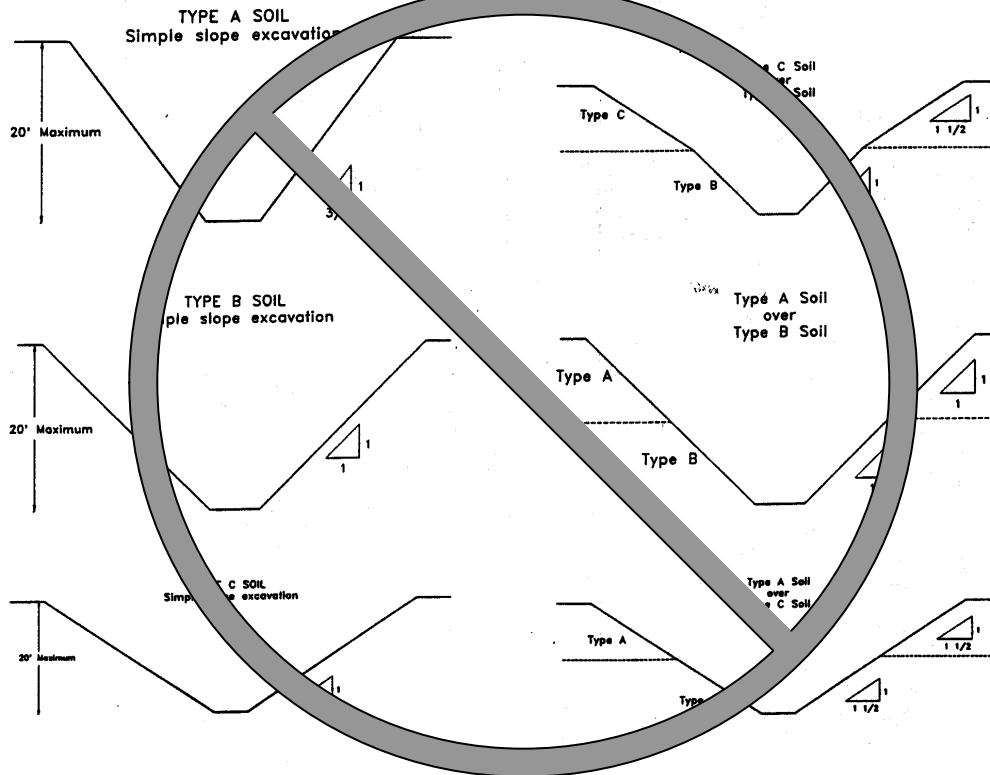 TYPE A SOIL
Simple slope excavation
20' Maximum
1
C Soil
Soil
Type C
Type B
1
1 1/2
1
TYPE B SOIL
slope excavation
20' Maximum
1
1
Type A Soil
over
Type B Soil
Type A
Type B
1
1
C SOIL
excavation
20' Maximum
1
Type A Soil
over
C Soil
Type A
Type
1
1 1/2
1
1 1/2